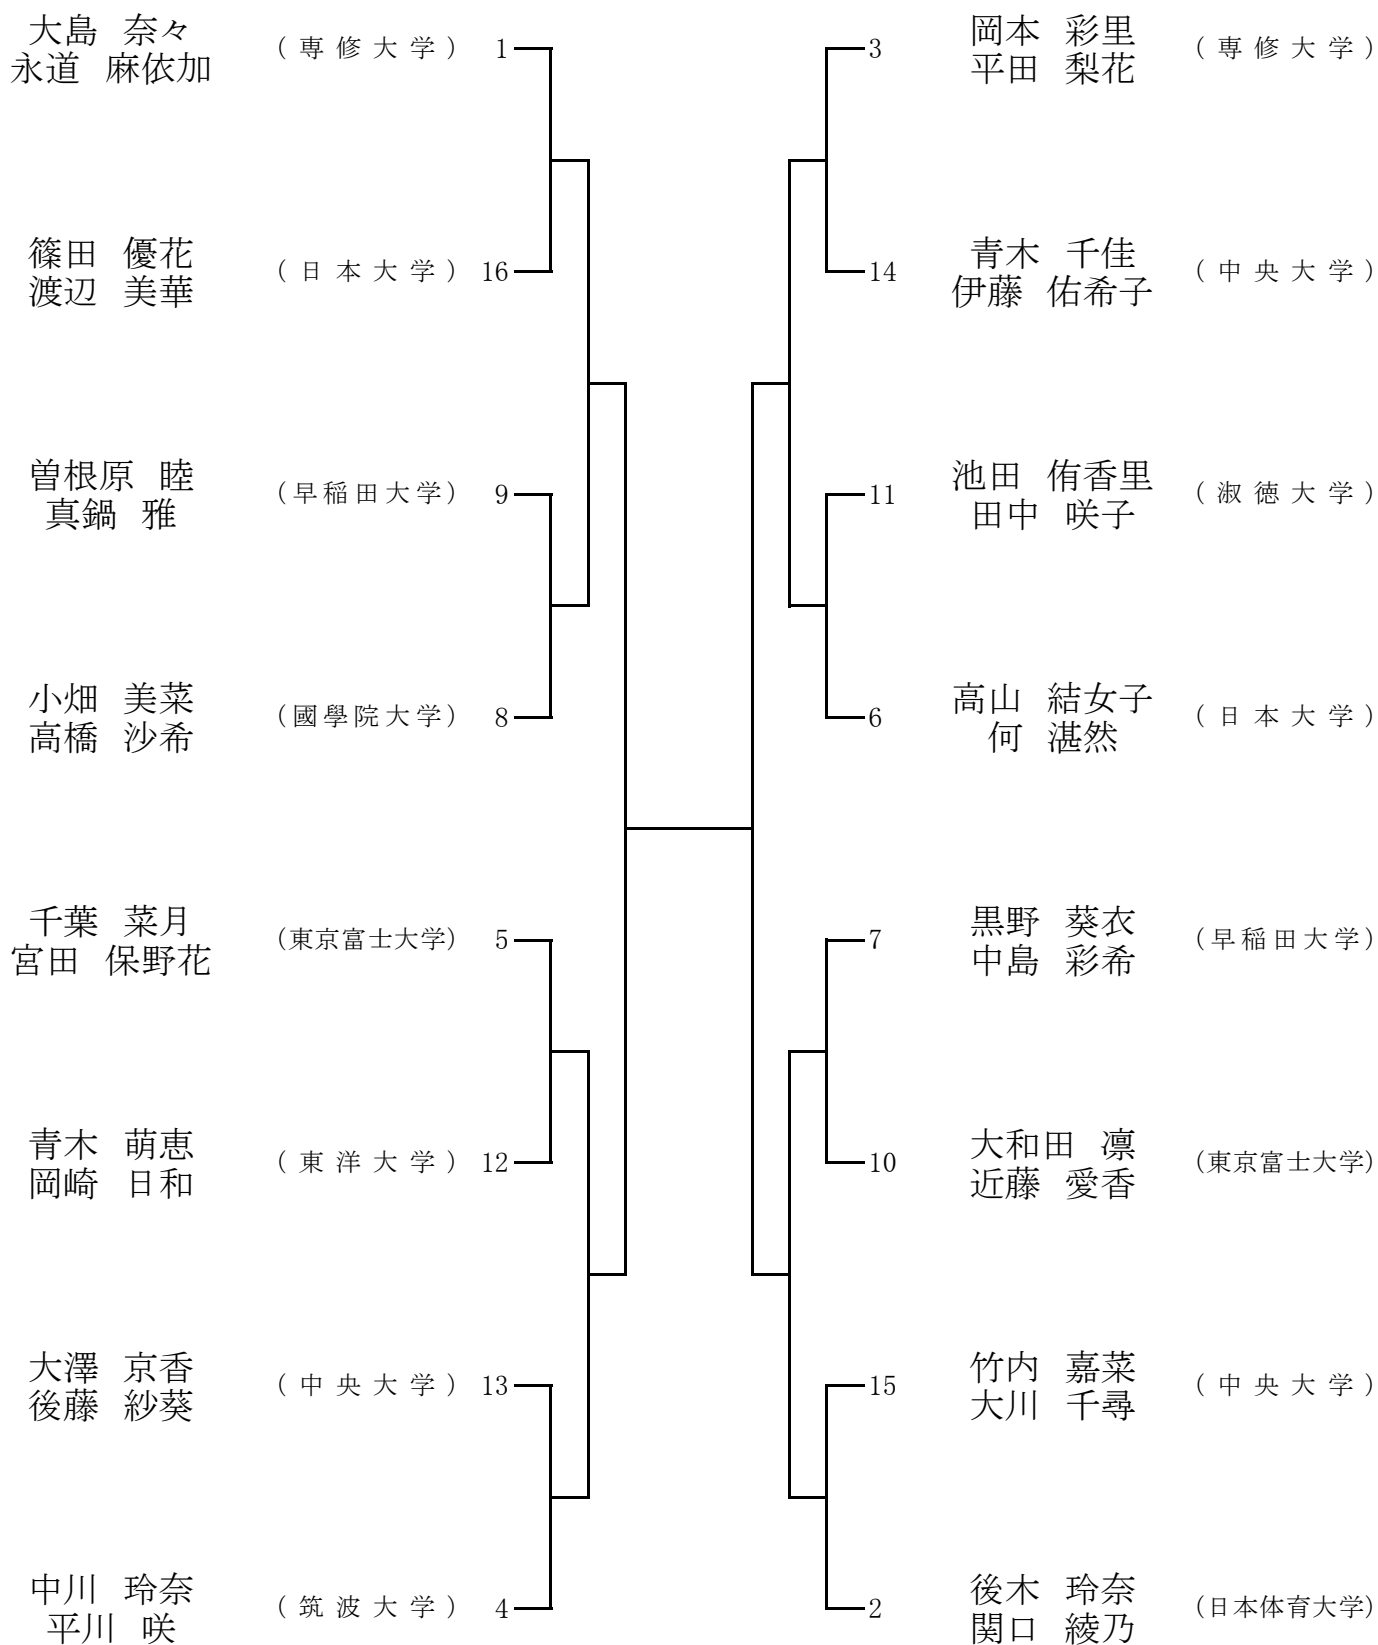 大島 奈々
永道 麻依加
(専修大学) 1
篠田 優花
渡辺 美華
(日本大学) 16
曽根原 睦
真鍋 雅
(早稲田大学) 9
小畑 美菜
高橋 沙希
(國學院大学) 8
千葉 菜月
宮田 保野花
(東京富士大学) 5
青木 萌恵
岡崎 日和
(東洋大学) 12
大澤 京香
後藤 紗葵
(中央大学) 13
中川 玲奈
平川 咲
(筑波大学) 4
3
岡本 彩里
平田 梨花
(専修大学)
14
青木 千佳
伊藤 佑希子
(中央大学)
11
池田 侑香里
田中 咲子
(淑徳大学)
6
高山 結女子
何 湛然
(日本大学)
7
黒野 葵衣
中島 彩希
(早稲田大学)
10
大和田 凛
近藤 愛香
(東京富士大学)
15
竹内 嘉菜
大川 千尋
(中央大学)
2
後木 玲奈
関口 綾乃
(日本体育大学)